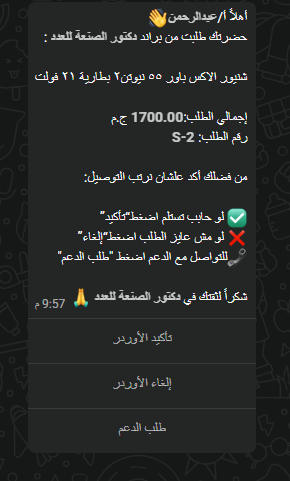 أهلاً أ/عبدالرحمن👋
حضرتك طلبت من براند دكتور الصنعة للعدد :
شنيور الاكس باور ٥٥ نيوتن٢ بطارية ٢١ فولت
إجمالي الطلب:1700.00 ج.م
رقم الطلب: S-2
من فضلك أكد علشان نرتب التوصيل:
✅ لو حابب تستلم اضغط"تأكيد"
❌ لو مش عايز الطلب اضغط"إلغاء"
🔗للتواصل مع الدعم اضغط "طلب الدعم"
شكراً لثقتك في دكتور الصنعة للعدد 🙏
9:57 م
تأكيد الأوردر
إلغاء الأوردر
طلب الدعم